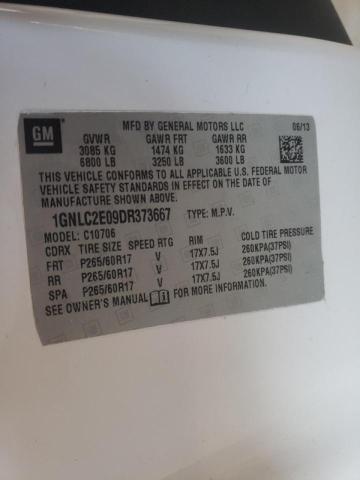 GM
MFD BY GENERAL MOTORS LLC 06/13
GVWR GAWR FRT GAWR RR
3085 KG 1474 KG 1633 KG
6800 LB 3250 LB 3600 LB
THIS VEHICLE CONFORMS TO ALL APPLICABLE U.S. FEDERAL MOTOR
VEHICLE SAFETY STANDARDS IN EFFECT ON THE DATE OF
MANUFACTURE SHOWN ABOVE.
1GNLC2E09DR373667 TYPE: M.P.V.
MODEL: C10706
CDRX TIRE SIZE SPEED RTG RIM COLD TIRE PRESSURE
FRT P265/60R17 V 17X7.5J 260KPA(37PSI)
RR P265/60R17 V 17X7.5J 260KPA(37PSI)
SPA P265/60R17 V 17X7.5J 260KPA(37PSI)
SEE OWNER'S MANUAL FOR MORE INFORMATION.